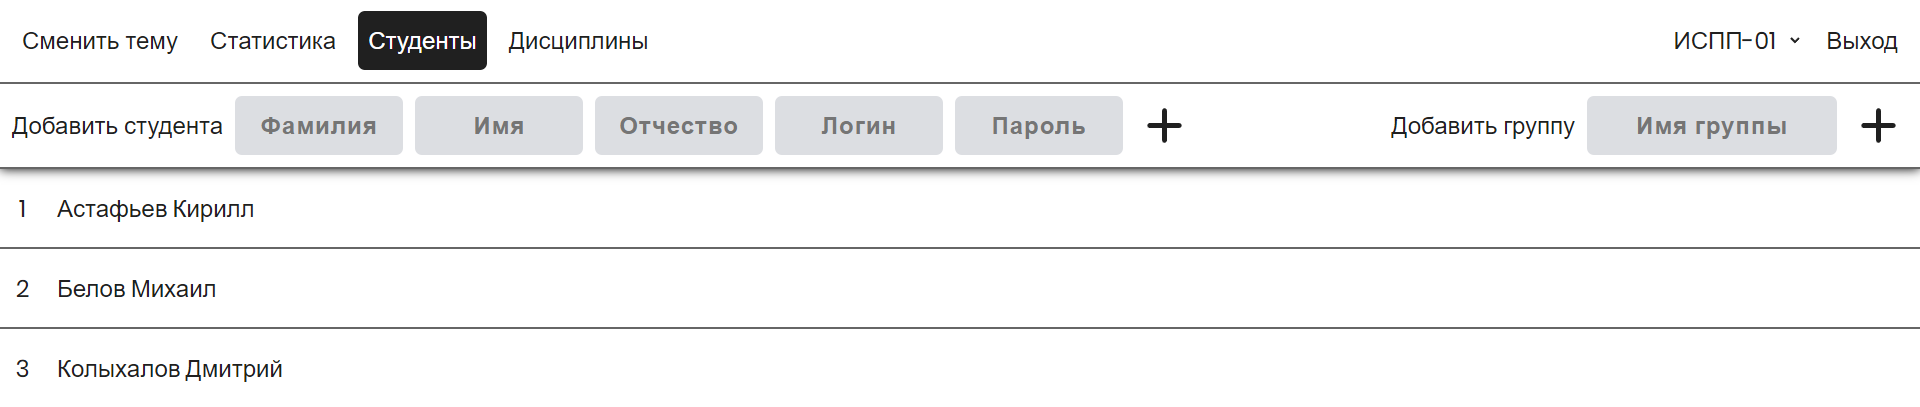 Сменить тему Статистика Студенты Дисциплины ИСПП-01 Выход
Добавить студента Фамилия Имя Отчество Логин Пароль Добавить группу Имя группы
1 Астафьев Кирилл
2 Белов Михаил
3 Колыхалов Дмитрий